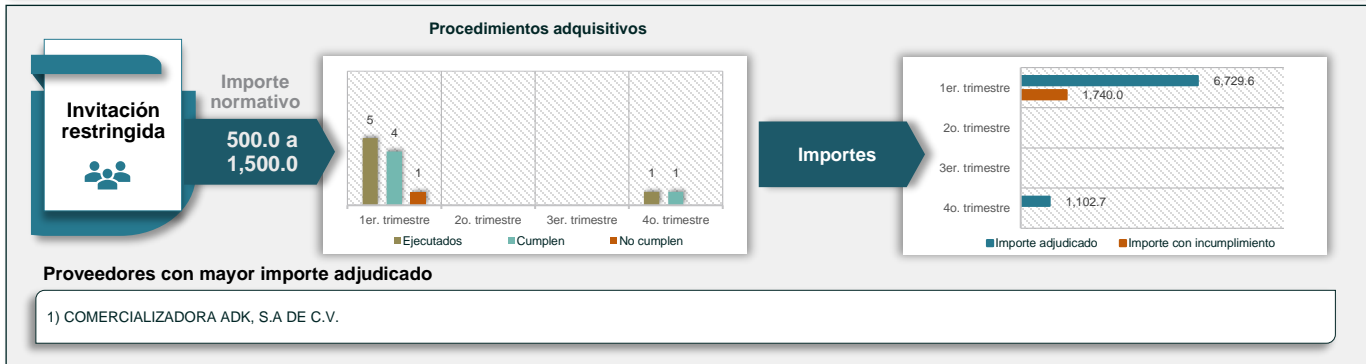 Procedimientos adquisitivos
Invitación
restringida
Importe
normativo
500.0 a
1,500.0
5
4
1
1
1
1er. trimestre
2o. trimestre
3er. trimestre
4o. trimestre
Ejecutados
Cumplen
No cumplen
Importes
1er. trimestre
6,729.6
1,740.0
2o. trimestre
3er. trimestre
4o. trimestre
1,102.7
Importe adjudicado
Importe con incumplimiento
Proveedores con mayor importe adjudicado
1) COMERCIALIZADORA ADK, S.A DE C.V.